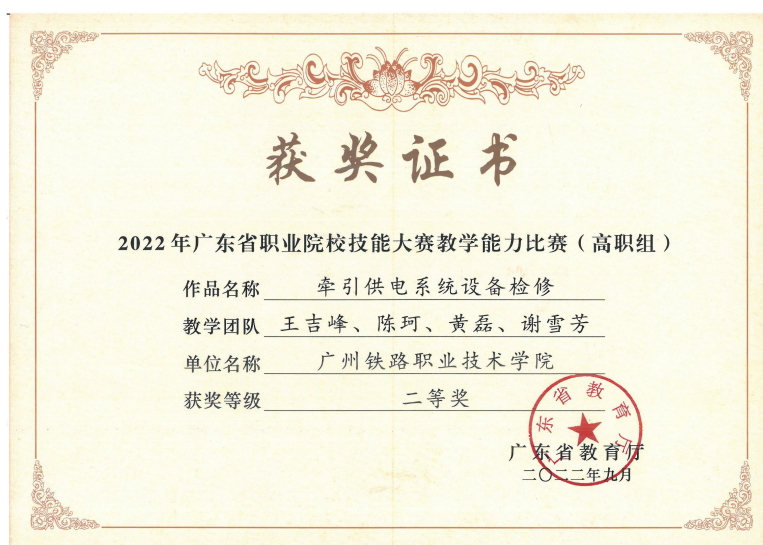 获奖证书
2022年广东省职业院校技能大赛教学能力比赛（高职组）
作品名称 牵引供电系统设备检修
教学团队 王吉峰、陈珂、黄磊、谢雪芳
单位名称 广州铁路职业技术学院
获奖等级 二等奖
广东省教育厅
广东省教育厅
二〇二二年九月